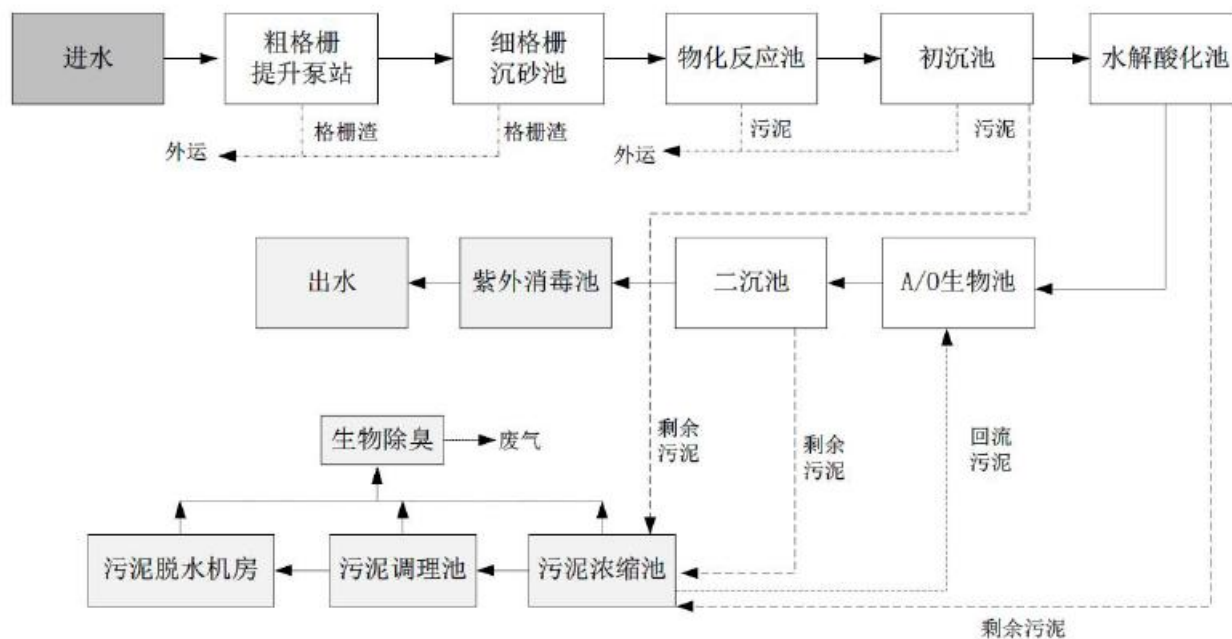 进水
粗格栅
提升泵站
细格栅
沉砂池
物化反应池
初沉池
水解酸化池
格栅渣
格栅渣
污泥
污泥
外运
外运
出水
紫外消毒池
二沉池
A/O生物池
生物除臭
废气
剩余
污泥
剩余
污泥
回流
污泥
污泥脱水机房
污泥调理池
污泥浓缩池
剩余污泥